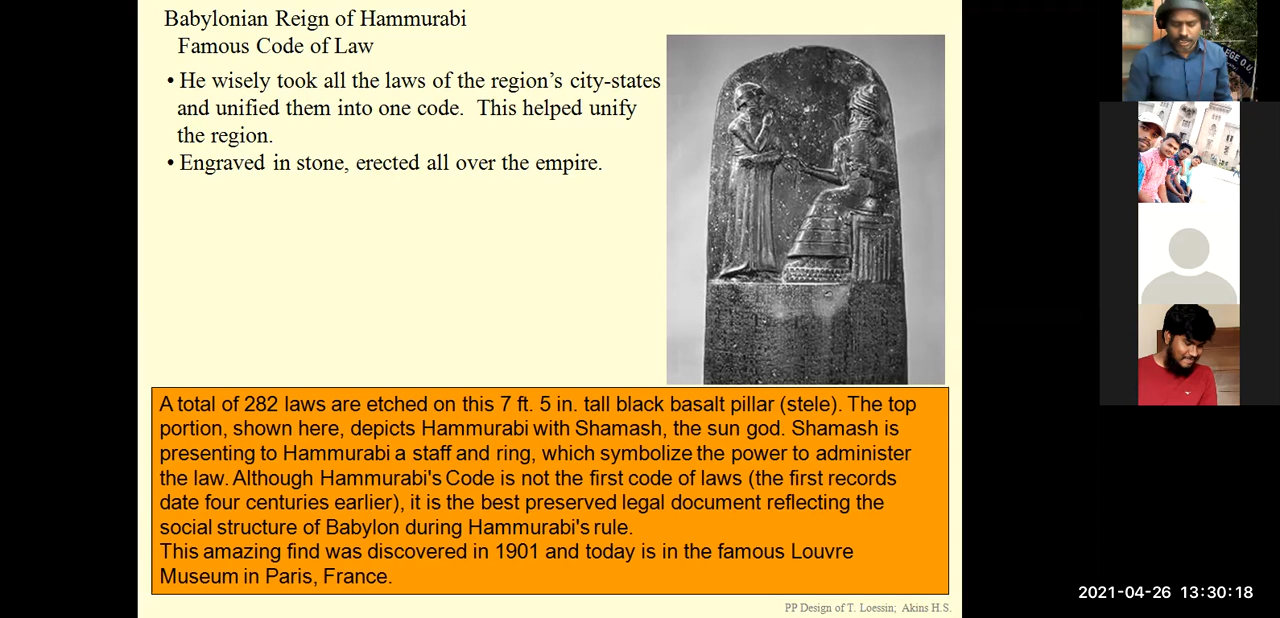 Babylonian Reign of Hammurabi
Famous Code of Law
• He wisely took all the laws of the region's city-states
and unified them into one code. This helped unify
the region.
• Engraved in stone, erected all over the empire.
A total of 282 laws are etched on this 7 ft. 5 in. tall black basalt pillar (stele). The top
portion, shown here, depicts Hammurabi with Shamash, the sun god. Shamash is
presenting to Hammurabi a staff and ring, which symbolize the power to administer
the law. Although Hammurabi's Code is not the first code of laws (the first records
date four centuries earlier), it is the best preserved legal document reflecting the
social structure of Babylon during Hammurabi's rule.
This amazing find was discovered in 1901 and today is in the famous Louvre
Museum in Paris, France.
PP Design of T. Loessin; Akins H.S.
2021-04-26 13:30:18